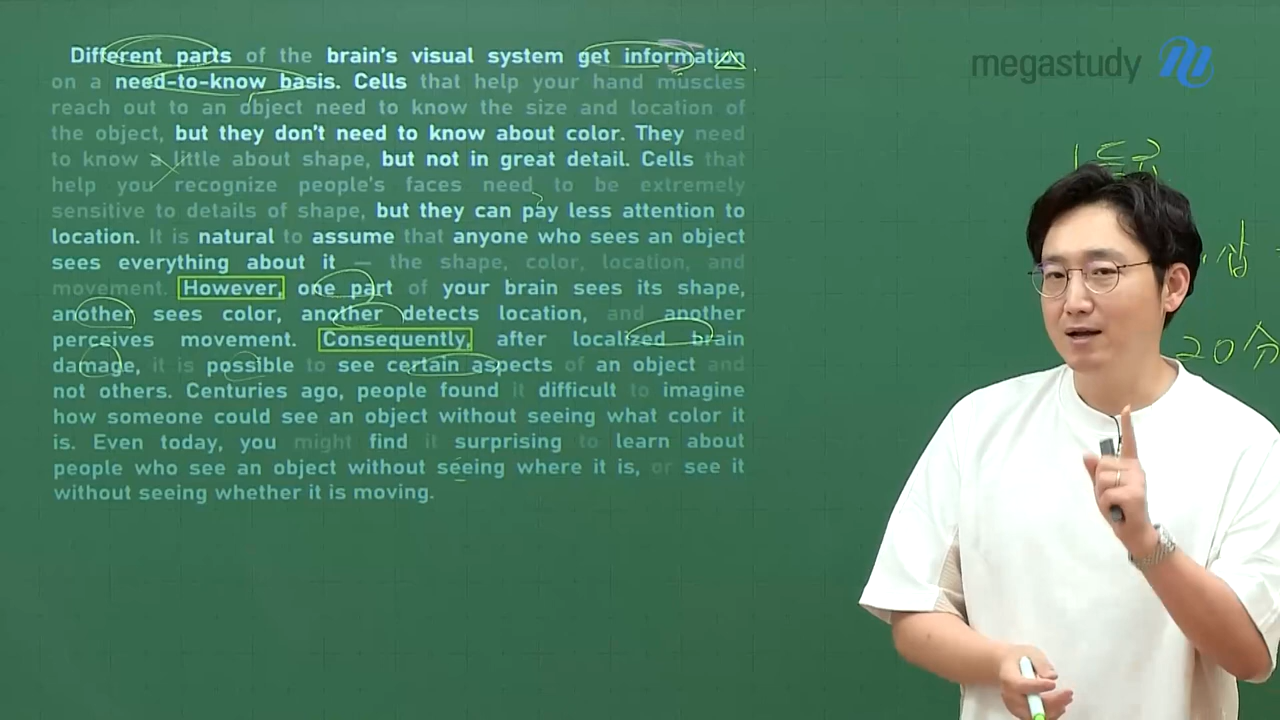 Different parts of the brain's visual system get information
on a need-to-know basis. Cells that help your hand muscles
reach out to an object need to know the size and location of
the object, but they don't need to know about color. They need
to know a little about shape, but not in great detail. Cells that
help you recognize people's faces need to be extremely
sensitive to details of shape, but they can pay less attention to
location. It is natural to assume that anyone who sees an object
sees everything about it — the shape, color, location, and
movement. However, one part of your brain sees its shape,
another sees color, another detects location, and another
perceives movement. Consequently, after localized brain
damage, it is possible to see certain aspects of an object and
not others. Centuries ago, people found it difficult to imagine
how someone could see an object without seeing what color it
is. Even today, you might find it surprising to learn about
people who see an object without seeing where it is, or see it
without seeing whether it is moving.
megastudy
20分